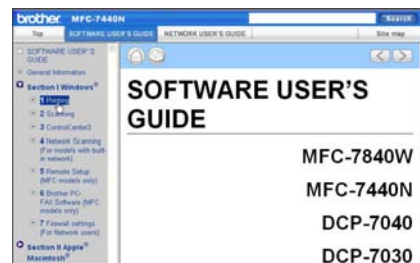 brother MFC-7440N Search
Top SOFTWARE USER'S GUIDE NETWORK USER'S GUIDE Site map
SOFTWARE USER'S
GUIDE
General Information
Section I Windows®
1 Printing
2 Scanning
3 ControlCenter3
4 Network Scanning
(For models with built-
in network)
5 Remote Setup
(MFC models only)
6 Brother PC-
FAX Software (MFC
models only)
7 Firewall settings
(For Network users)
Section II Apple®
Macintosh®
SOFTWARE USER'S
GUIDE
MFC-7840W
MFC-7440N
DCP-7040
DCP-7030